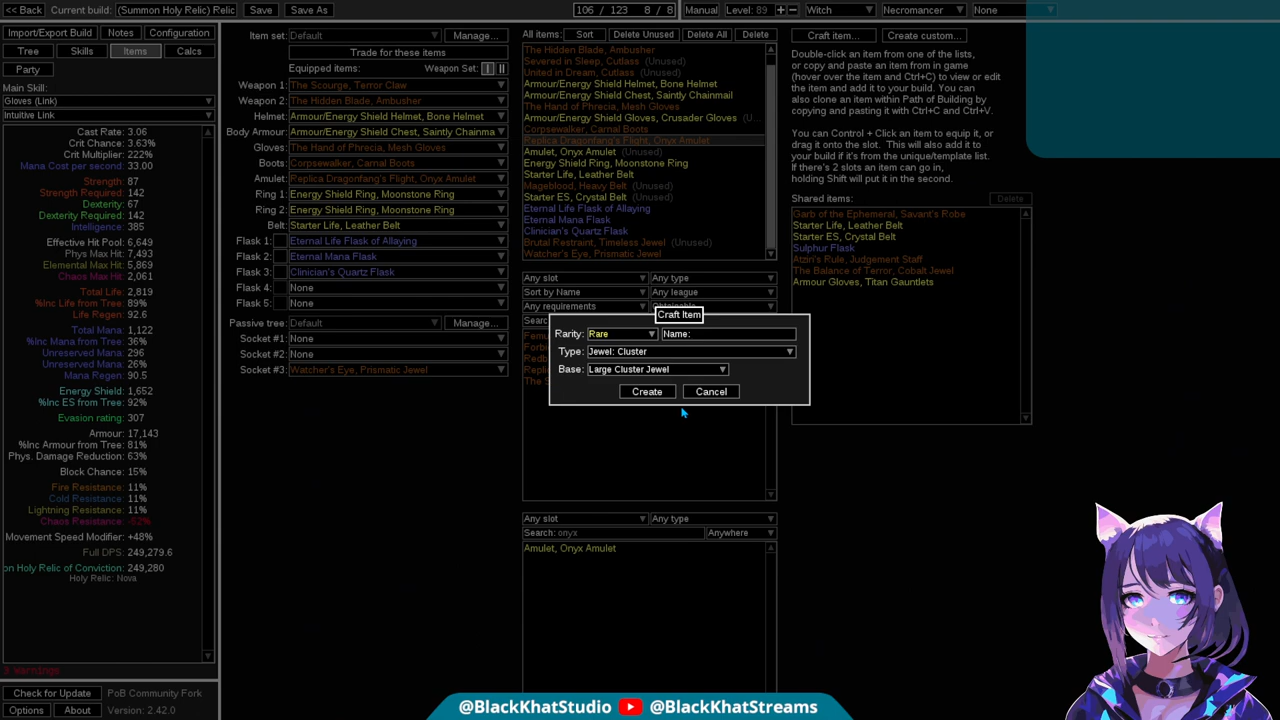 << Back
Current build:
(Summon Holy Relic) Relic
Save
Save As
106 / 123
8 / 8
Manual
Level: 89
Witch
Necromancer
None
Import/Export Build
Notes
Configuration
Tree
Skills
Items
Calcs
Party
Main Skill:
Gloves (Link)
Intuitive Link
Cast Rate: 3.06
Crit Chance: 3.63%
Crit Multiplier: 222%
Mana Cost per second: 33.00
Strength: 87
Strength Required: 142
Dexterity: 67
Dexterity Required: 142
Intelligence: 385
Effective Hit Pool: 6,649
Phys Max Hit: 7,493
Elemental Max Hit: 5,869
Chaos Max Hit: 2,061
Total Life: 2,819
%Inc Life from Tree: 89%
Life Regen: 92.6
Total Mana: 1,122
%Inc Mana from Tree: 36%
Unreserved Mana: 296
Unreserved Mana: 26%
Mana Regen: 90.5
Energy Shield: 1,652
%Inc ES from Tree: 92%
Evasion rating: 307
Armour: 17,143
%Inc Armour from Tree: 81%
Phys. Damage Reduction: 63%
Block Chance: 15%
Fire Resistance: 11%
Cold Resistance: 11%
Lightning Resistance: 11%
Chaos Resistance: -52%
Movement Speed Modifier: +48%
Full DPS: 249,279.6
on Holy Relic of Conviction: 249,280
Holy Relic: Nova
3 Warnings
Check for Update
PoB Community Fork
Options
About
Version: 2.42.0
Item set:
Default
Manage...
Trade for these items
Equipped items:
Weapon Set:
I
II
Weapon 1:
The Scourge, Terror Claw
Weapon 2:
The Hidden Blade, Ambusher
Helmet:
Armour/Energy Shield Helmet, Bone Helmet
Body Armour:
Armour/Energy Shield Chest, Saintly Chainma
Gloves:
The Hand of Phrecia, Mesh Gloves
Boots:
Corpsewalker, Carnal Boots
Amulet:
Replica Dragonfang's Flight, Onyx Amulet
Ring 1:
Energy Shield Ring, Moonstone Ring
Ring 2:
Energy Shield Ring, Moonstone Ring
Belt:
Starter Life, Leather Belt
Flask 1:
Eternal Life Flask of Allaying
Flask 2:
Eternal Mana Flask
Flask 3:
Clinician's Quartz Flask
Flask 4:
None
Flask 5:
None
Passive tree:
Default
Manage...
Socket #1:
None
Socket #2:
None
Socket #3:
Watcher's Eye, Prismatic Jewel
All items:
Sort
Delete Unused
Delete All
Delete
The Hidden Blade, Ambusher
Severed in Sleep, Cutlass (Unused)
United in Dream, Cutlass (Unused)
Armour/Energy Shield Helmet, Bone Helmet
Armour/Energy Shield Chest, Saintly Chainmail
The Hand of Phrecia, Mesh Gloves
Armour/Energy Shield Gloves, Crusader Gloves (U...
Corpsewalker, Carnal Boots
Replica Dragonfang's Flight, Onyx Amulet
Amulet, Onyx Amulet (Unused)
Energy Shield Ring, Moonstone Ring
Starter Life, Leather Belt
Mageblood, Heavy Belt (Unused)
Starter ES, Crystal Belt (Unused)
Eternal Life Flask of Allaying
Eternal Mana Flask
Clinician's Quartz Flask
Brutal Restraint, Timeless Jewel (Unused)
Watcher's Eye, Prismatic Jewel
Any slot
Any type
Sort by Name
Any league
Any requirements
Obtainable
Craft Item
Rarity:
Rare
Name:
Type:
Jewel: Cluster
Base:
Large Cluster Jewel
Create
Cancel
Any slot
Any type
Search: onyx
Anywhere
Amulet, Onyx Amulet
Craft item...
Create custom...
Double-click an item from one of the lists,
or copy and paste an item from in game
(hover over the item and Ctrl+C) to view or edit
the item and add it to your build. You can
also clone an item within Path of Building by
copying and pasting it with Ctrl+C and Ctrl+V.
You can Control + Click an item to equip it, or
drag it onto the slot. This will also add it to
your build if it's from the unique/template list.
If there's 2 slots an item can go in,
holding Shift will put it in the second.
Shared items:
Delete
Garb of the Ephemeral, Savant's Robe
Starter Life, Leather Belt
Starter ES, Crystal Belt
Sulphur Flask
Atziri's Rule, Judgement Staff
The Balance of Terror, Cobalt Jewel
Armour Gloves, Titan Gauntlets
@BlackKhatStudio
@BlackKhatStreams